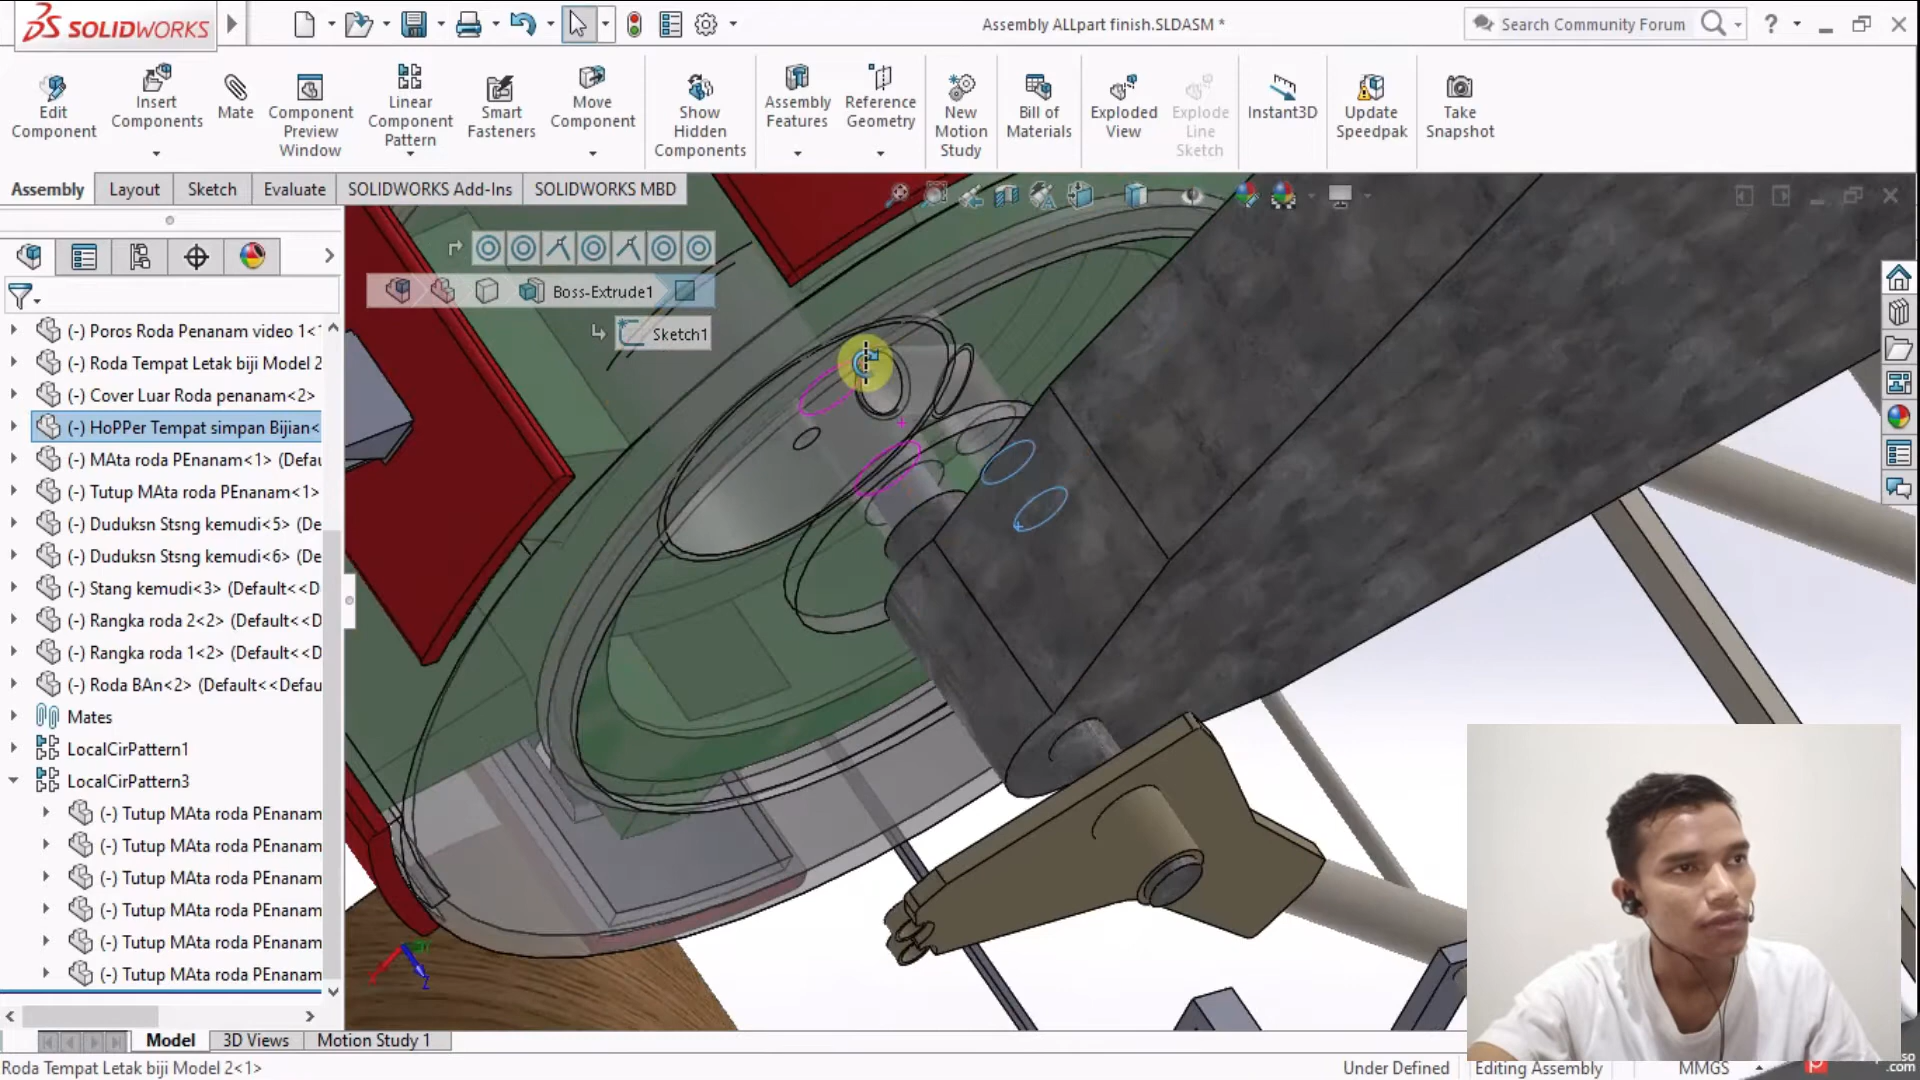 SOLIDWORKS
Assembly ALLpart finish.SLDASM *
Search Community Forum
?
Edit Component
Insert Components
Mate
Component Preview Window
Linear Component Pattern
Smart Fasteners
Move Component
Show Hidden Components
Assembly Features
Reference Geometry
New Motion Study
Bill of Materials
Exploded View
Explode Line Sketch
Instant3D
Update Speedpak
Take Snapshot
Assembly
Layout
Sketch
Evaluate
SOLIDWORKS Add-Ins
SOLIDWORKS MBD
Boss-Extrude1
Sketch1
(-) Poros Roda Penanam video 1<
(-) Roda Tempat Letak biji Model 2
(-) Cover Luar Roda penanam<2>
(-) HoPPer Tempat simpan Bijian<
(-) MAta roda PEnanam<1> (Defau
(-) Tutup MAta roda PEnanam<1>
(-) Duduksn Stsng kemudi<5> (De
(-) Duduksn Stsng kemudi<6> (De
(-) Stang kemudi<3> (Default<<D
(-) Rangka roda 2<2> (Default<<D
(-) Rangka roda 1<2> (Default<<D
(-) Roda BAn<2> (Default<<Defau
Mates
LocalCirPattern1
LocalCirPattern3
(-) Tutup MAta roda PEnanam
(-) Tutup MAta roda PEnanam
(-) Tutup MAta roda PEnanam
(-) Tutup MAta roda PEnanam
(-) Tutup MAta roda PEnanam
(-) Tutup MAta roda PEnanam
Z
Model
3D Views
Motion Study 1
Roda Tempat Letak biji Model 2<1>
Under Defined
Editing Assembly
MMGS
.com